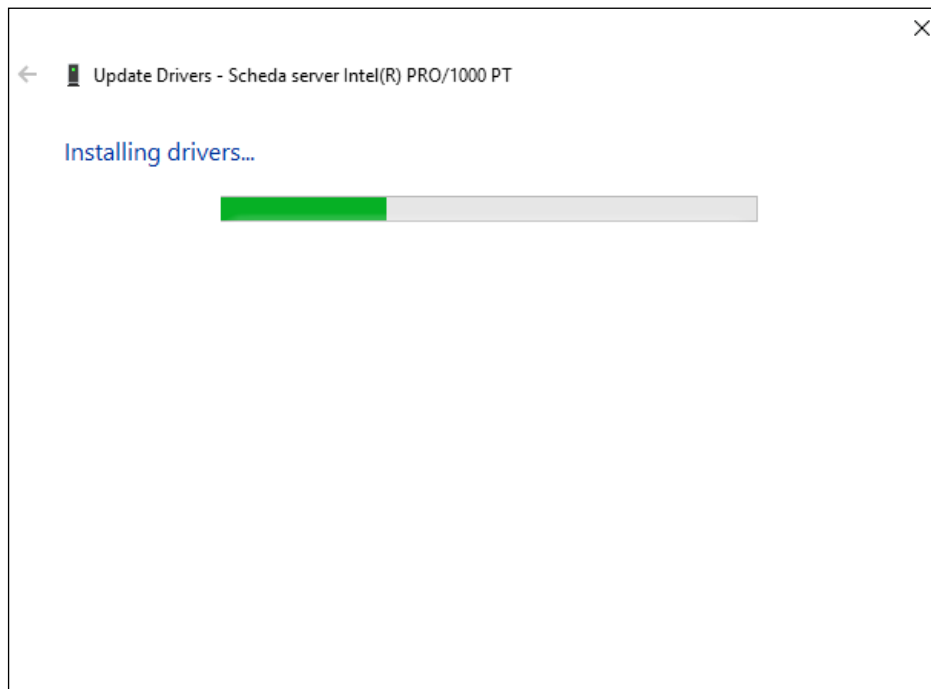 Update Drivers - Scheda server Intel(R) PRO/1000 PT
Installing drivers...